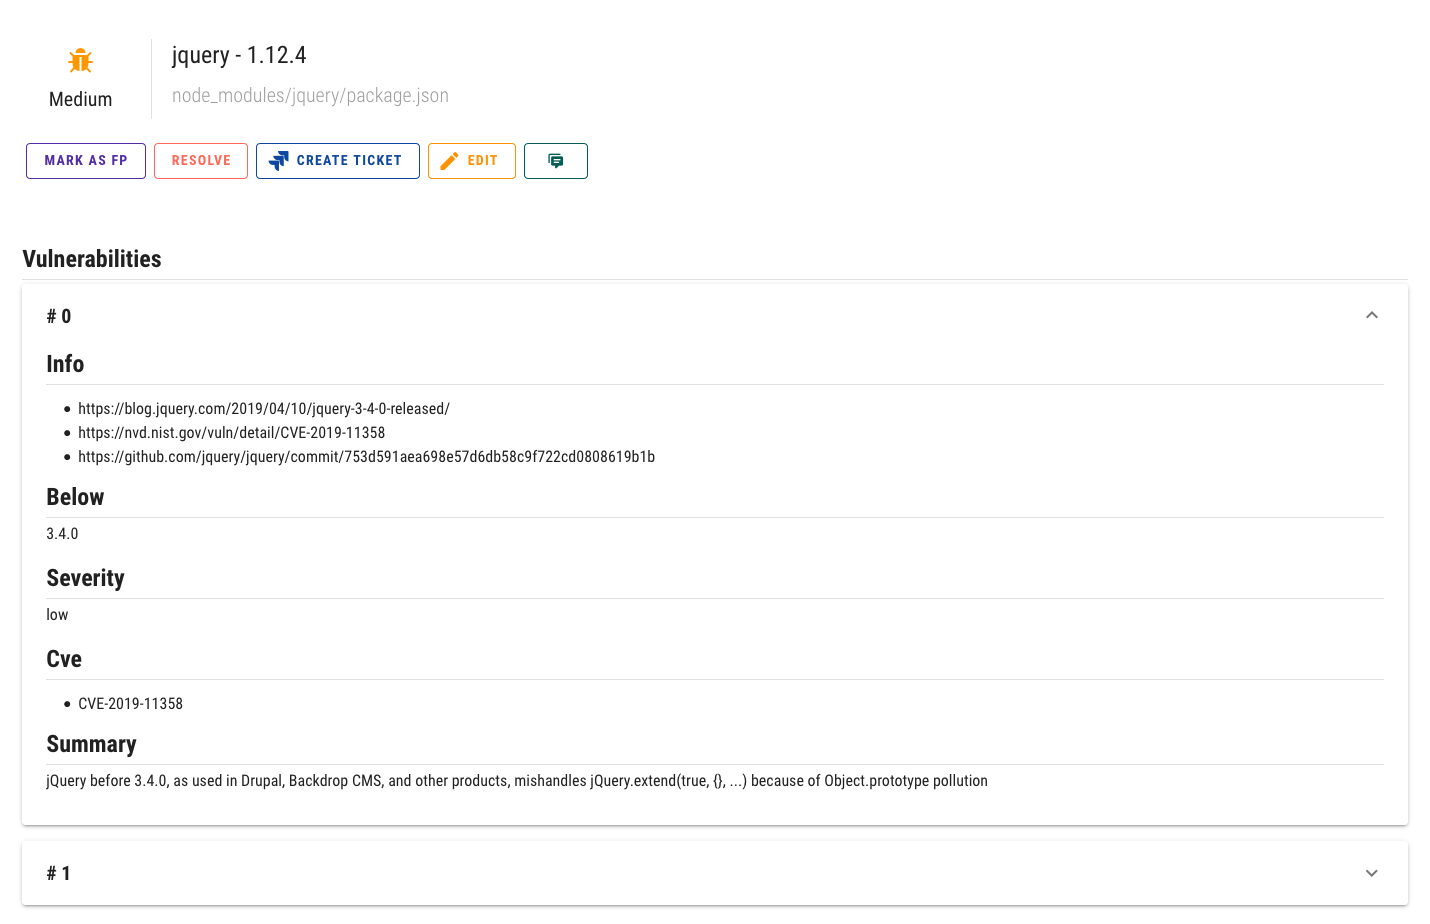 jquery - 1.12.4
Medium
node_modules/jquery/package.json
MARK AS FP
RESOLVE
CREATE TICKET
EDIT
Vulnerabilities
# 0
Info
• https://blog.jquery.com/2019/04/10/jquery-3-4-0-released/
• https://nvd.nist.gov/vuln/detail/CVE-2019-11358
• https://github.com/jquery/jquery/commit/753d591aea698e57d6db58c9f722cd0808619b1b
Below
3.4.0
Severity
low
Cve
• CVE-2019-11358
Summary
jQuery before 3.4.0, as used in Drupal, Backdrop CMS, and other products, mishandles jQuery.extend(true, {}, ...) because of Object.prototype pollution
# 1